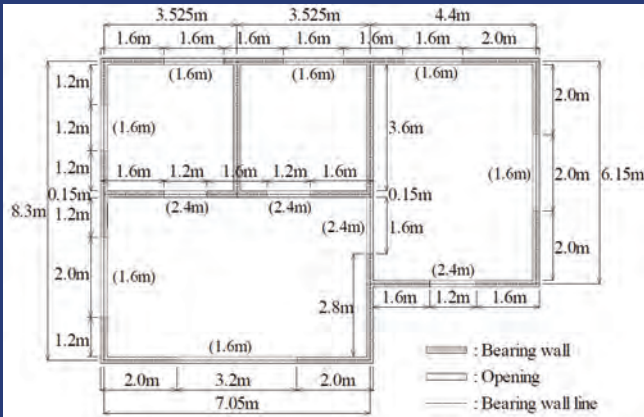 3.525m 3.525m 4.4m
1.6m 1.6m 1.6m 1.6m 1.6m 1.6m 2.0m
1.2m (1.6m) (1.6m) (1.6m) 2.0m
1.2m (1.6m) 3.6m
1.2m 1.6m 1.2m 1.6m 1.2m 1.6m (1.6m) 2.0m 6.15m
0.15m 0.15m
8.3m 1.2m (2.4m) (2.4m) (2.4m) 1.6m 2.0m
2.0m (1.6m) (2.4m)
2.8m 1.6m 1.2m 1.6m
1.2m (1.6m)
: Bearing wall
2.0m 3.2m 2.0m : Opening
7.05m : Bearing wall line